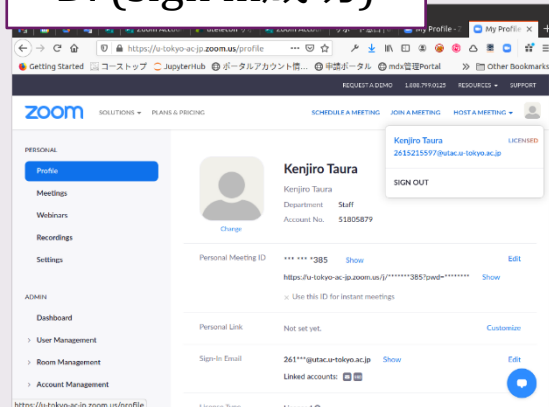 My Profile
https://u-tokyo-ac-jp.zoom.us/profile
Getting Started コーストップ JupyterHub ポータルアカウント情... 申請ポータル mdx管理Portal Other Bookmarks
REQUEST A DEMO 1.888.799.0125 RESOURCES SUPPORT
zoom SOLUTIONS PLANS & PRICING SCHEDULE A MEETING JOIN A MEETING HOST A MEETING
Kenjiro Taura LICENSED
2615215597@utac.u-tokyo.ac.jp
SIGN OUT
PERSONAL
Profile
Meetings
Webinars
Recordings
Settings
ADMIN
Dashboard
> User Management
> Room Management
> Account Management
https://u-tokyo-ac-jp.zoom.us/profile
Change
Kenjiro Taura
Kenjiro Taura
Department Staff
Account No. 51805879
Personal Meeting ID *** *** *385 Show Edit
https://u-tokyo-ac-jp.zoom.us/j/*******385?pwd=******** Show
× Use this ID for instant meetings
Personal Link Not set yet. Customize
Sign-In Email 261***@utac.u-tokyo.ac.jp Show Edit
Linked accounts: